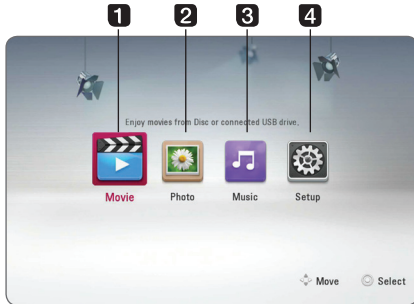 1 2 3 4
Enjoy movies from Disc or connected USB drive.
Movie Photo Music Setup
Move Select